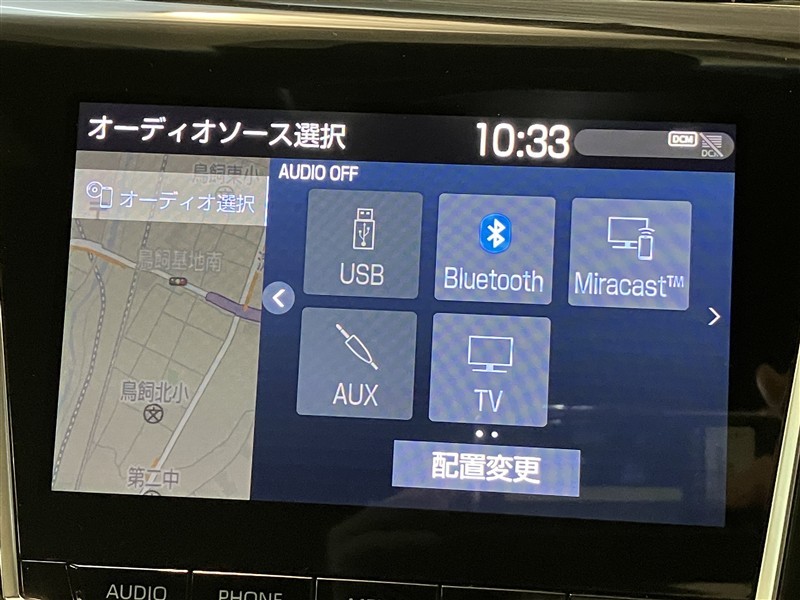 オーディオソース選択
10:33
DCM
DCM
オーディオ選択
AUDIO OFF
鳥飼東小
鳥飼基地南
鳥飼北小
第二中
USB
Bluetooth
Miracast™
AUX
TV
配置変更
AUDIO
PHONE